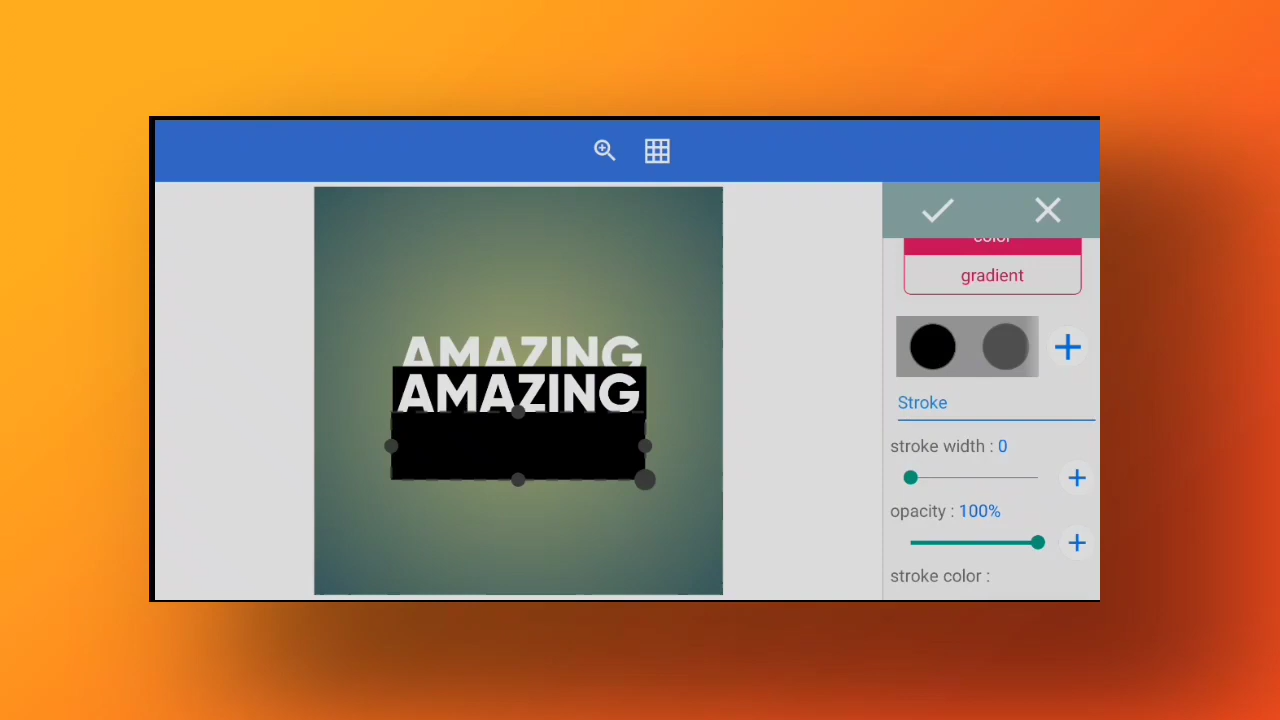 color
gradient
AMAZING
AMAZING
Stroke
stroke width : 0
opacity : 100%
stroke color :